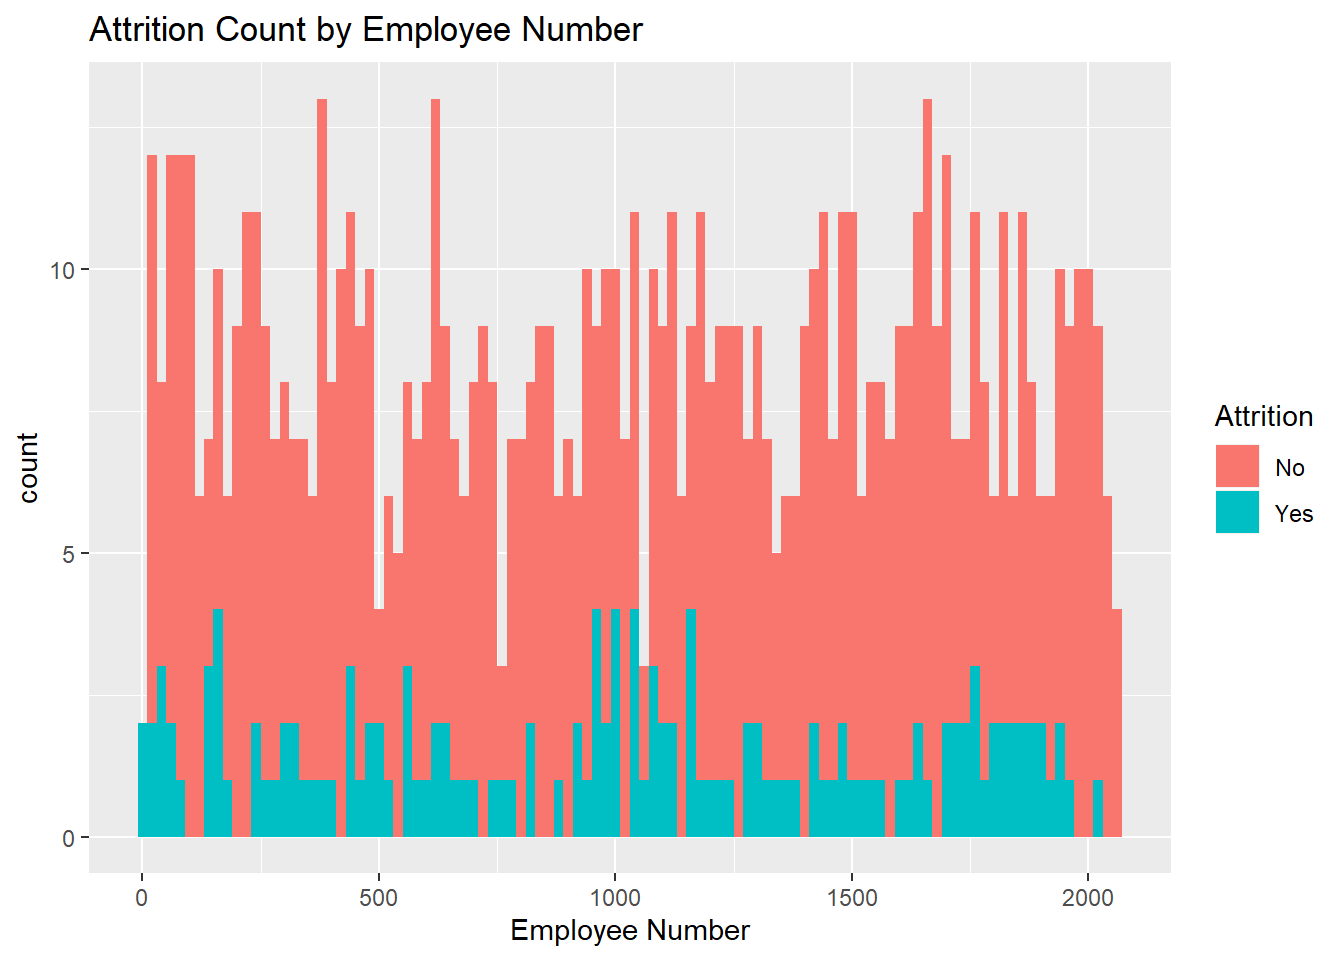 Attrition Count by Employee Number
count
10
5
0
0 500 1000 1500 2000
Employee Number
Attrition
No
Yes